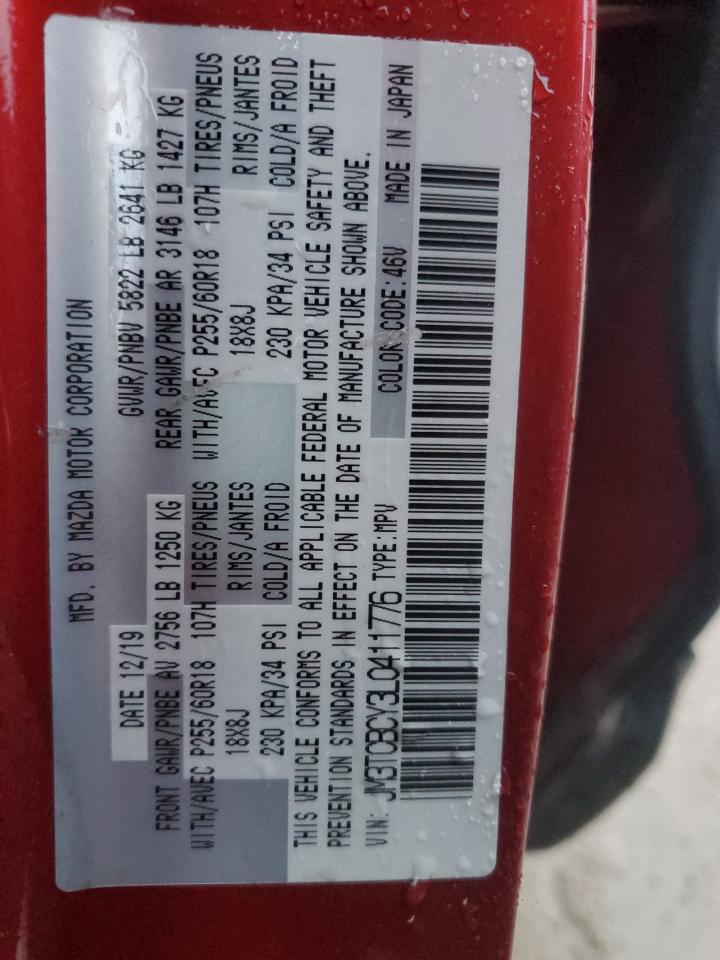 MFD. BY MAZDA MOTOR CORPORATION
DATE 12/19 GVWR/PNBV 5822 LB 2641 KG
FRONT GAWR/PNBE AV 2756 LB 1250 KG REAR GAWR/PNBE AR 3146 LB 1427 KG
WITH/AVEC P255/60R18 107H TIRES/PNEUS WITH/AVEC P255/60R18 107H TIRES/PNEUS
18X8J RIMS/JANTES 18X8J RIMS/JANTES
230 KPA/34 PSI COLD/A FROID 230 KPA/34 PSI COLD/A FROID
THIS VEHICLE CONFORMS TO ALL APPLICABLE FEDERAL MOTOR VEHICLE SAFETY AND THEFT
PREVENTION STANDARDS IN EFFECT ON THE DATE OF MANUFACTURE SHOWN ABOVE.
VIN: JM3TCBCY3L0411776 TYPE:MPV COLOR CODE:46V MADE IN JAPAN